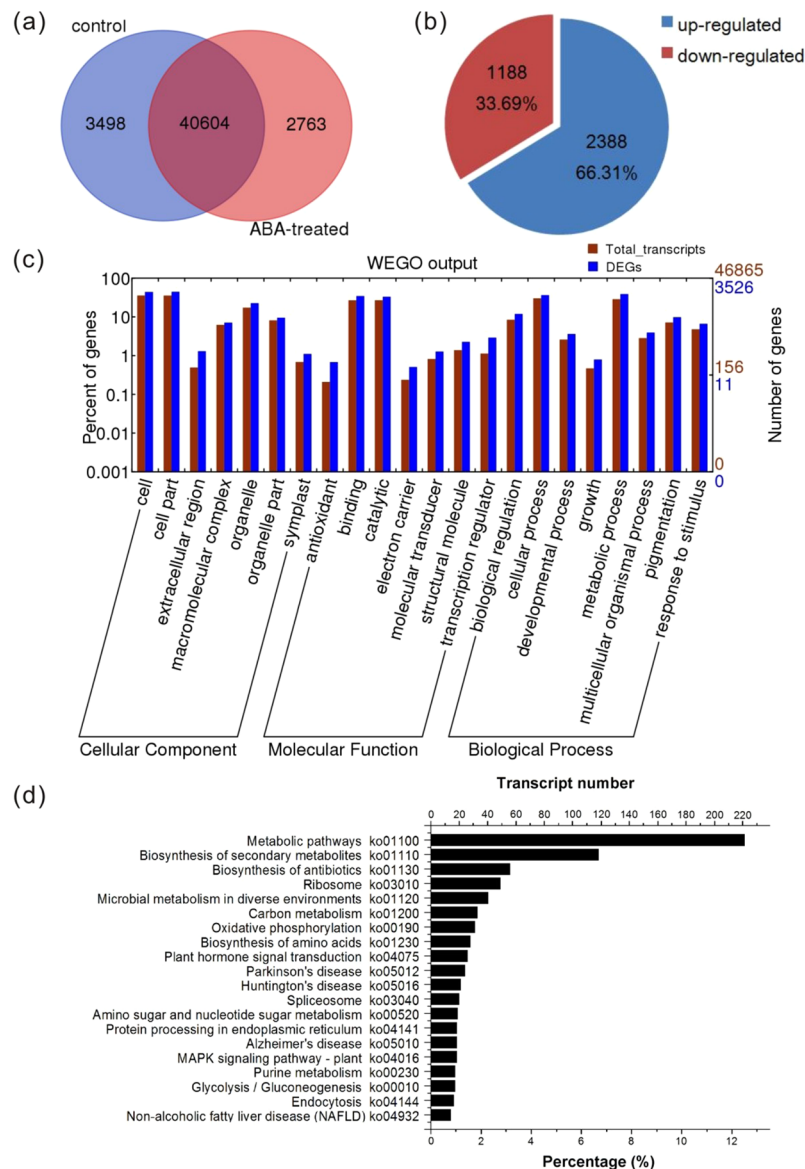 (a)
control
3498
40604
2763
ABA-treated
(b)
up-regulated
down-regulated
1188
33.69%
2388
66.31%
(c)
WEGO output
Total_transcripts
DEGs
Percent of genes
100
10
1
0.1
0.01
0.001
46865
3526
156
11
0
0
Number of genes
cell
cell part
extracellular region
macromolecular complex
organelle
organelle part
symplast
antioxidant
binding
catalytic
electron carrier
molecular transducer
structural molecule
transcription regulator
biological regulation
cellular process
developmental process
growth
metabolic process
multicellular organismal process
pigmentation
response to stimulus
Cellular Component
Molecular Function
Biological Process
(d)
Transcript number
0 20 40 60 80 100 120 140 160 180 200 220
Metabolic pathways ko01100
Biosynthesis of secondary metabolites ko01110
Biosynthesis of antibiotics ko01130
Ribosome ko03010
Microbial metabolism in diverse environments ko01120
Carbon metabolism ko01200
Oxidative phosphorylation ko00190
Biosynthesis of amino acids ko01230
Plant hormone signal transduction ko04075
Parkinson's disease ko05012
Huntington's disease ko05016
Spliceosome ko03040
Amino sugar and nucleotide sugar metabolism ko00520
Protein processing in endoplasmic reticulum ko04141
Alzheimer's disease ko05010
MAPK signaling pathway - plant ko04016
Purine metabolism ko00230
Glycolysis / Gluconeogenesis ko00010
Endocytosis ko04144
Non-alcoholic fatty liver disease (NAFLD) ko04932
0 2 4 6 8 10 12
Percentage (%)